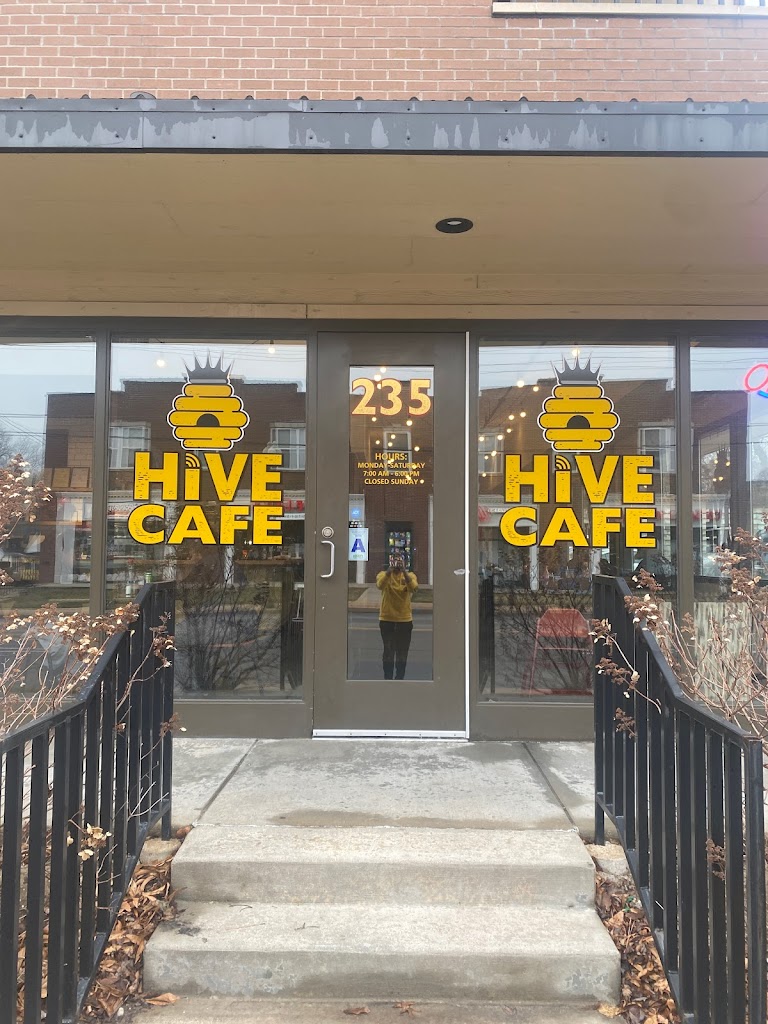 235
HOURS:
MONDAY-SATURDAY
7:00 AM - 6:00 PM
CLOSED SUNDAY
HiVE
CAFE
HiVE
CAFE
A